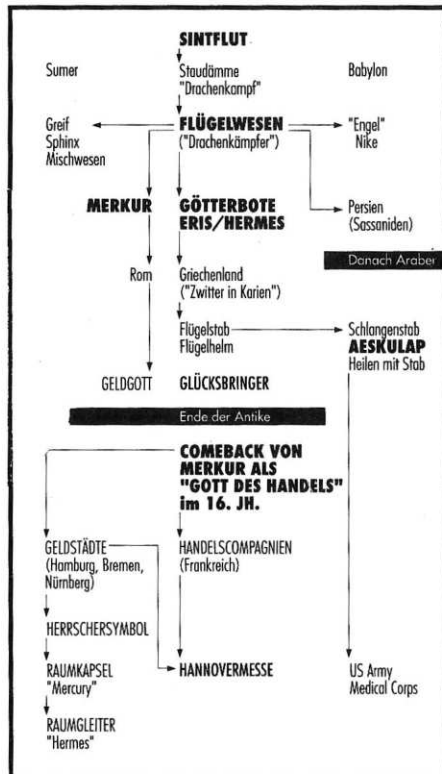 SINTFLUT
Sumer
Staudämme
"Drachenkampf"
Babylon
Greif
Sphinx
Mischwesen
FLÜGELWESEN
("Drachenkämpfer")
"Engel"
Nike
MERKUR
GÖTTERBOTE
ERIS/HERMES
Persien
(Sassaniden)
Danach Araber
Rom
Griechenland
("Zwitter in Karien")
Flügelstab
Flügelhelm
Schlangenstab
AESKULAP
Heilen mit Stab
GELDGOTT
GLÜCKSBRINGER
Ende der Antike
COMEBACK VON
MERKUR ALS
"GOTT DES HANDELS"
im 16. JH.
GELDSTÄDTE
(Hamburg, Bremen,
Nürnberg)
HANDELSCOMPAGNIEN
(Frankreich)
HERRSCHERSYMBOL
RAUMKAPSEL
"Mercury"
HANNOVERMESSE
US Army
Medical Corps
RAUMGLEITER
"Hermes"